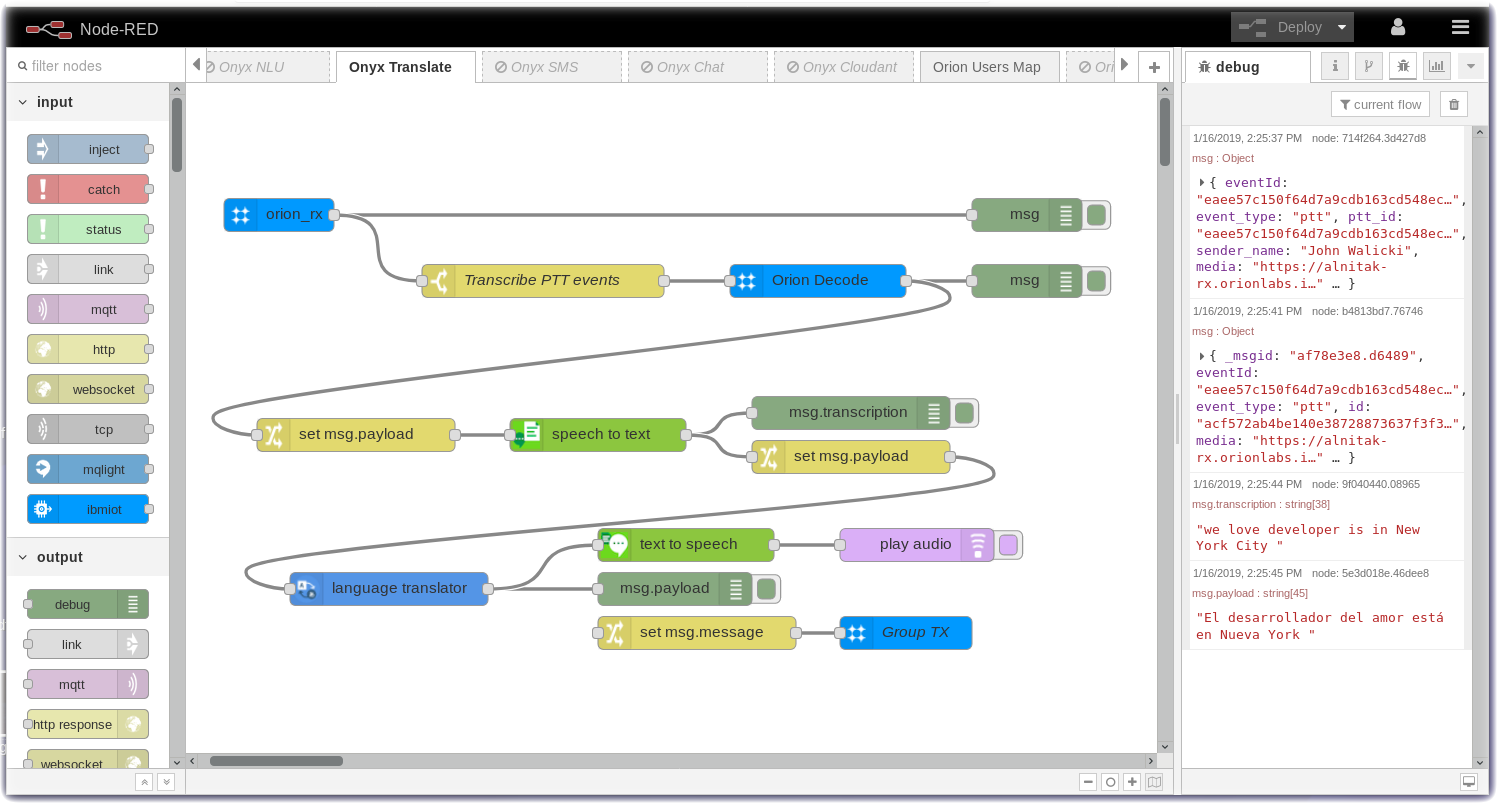 Node-RED
Deploy
filter nodes
Onyx NLU
Onyx Translate
Onyx SMS
Onyx Chat
Onyx Cloudant
Orion Users Map
Ori
debug
current flow
input
inject
catch
status
link
mqtt
http
websocket
tcp
mqlight
ibmiot
output
debug
link
mqtt
http response
websocket
orion_rx
msg
Transcribe PTT events
Orion Decode
msg
set msg.payload
speech to text
msg.transcription
set msg.payload
text to speech
play audio
language translator
msg.payload
set msg.message
Group TX
1/16/2019, 2:25:37 PM node: 714f264.3d427d8
msg : Object
{ eventId:
"eaee57c150f64d7a9cdb163cd548ec…",
event_type: "ptt", ptt_id:
"eaee57c150f64d7a9cdb163cd548ec…",
sender_name: "John Walicki",
media: "https://alnitak-
rx.orionlabs.i…" … }
1/16/2019, 2:25:41 PM node: b4813bd7.76746
msg : Object
{ _msgid: "af78e3e8.d6489",
eventId:
"eaee57c150f64d7a9cdb163cd548ec…",
event_type: "ptt", id:
"acf572ab4be140e38728873637f3f3…",
media: "https://alnitak-
rx.orionlabs.i…" … }
1/16/2019, 2:25:44 PM node: 9f040440.08965
msg.transcription : string[38]
"we love developer is in New
York City "
1/16/2019, 2:25:45 PM node: 5e3d018e.46dee8
msg.payload : string[45]
"El desarrollador del amor está
en Nueva York "